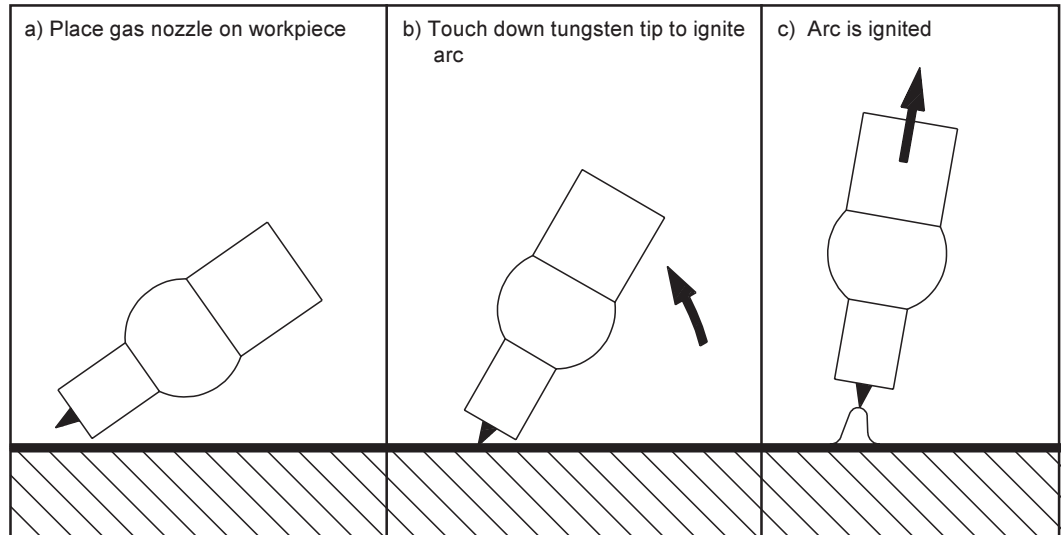 a) Place gas nozzle on workpiece
b) Touch down tungsten tip to ignite
arc
c) Arc is ignited